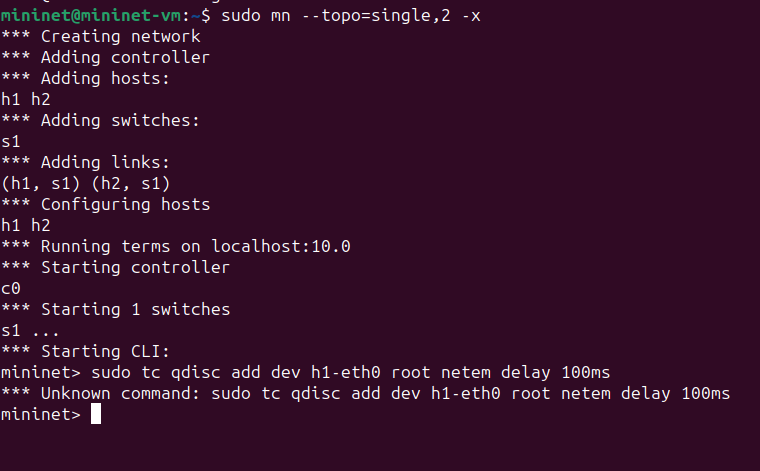 mininet@mininet-vm:~$ sudo mn --topo=single,2 -x
*** Creating network
*** Adding controller
*** Adding hosts:
h1 h2
*** Adding switches:
s1
*** Adding links:
(h1, s1) (h2, s1)
*** Configuring hosts
h1 h2
*** Running terms on localhost:10.0
*** Starting controller
c0
*** Starting 1 switches
s1 ...
*** Starting CLI:
mininet> sudo tc qdisc add dev h1-eth0 root netem delay 100ms
*** Unknown command: sudo tc qdisc add dev h1-eth0 root netem delay 100ms
mininet>